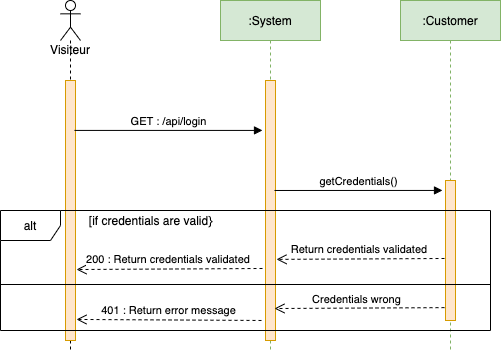 :System
:Customer
Visiteur
GET : /api/login
getCredentials()
alt
[if credentials are valid}
Return credentials validated
200 : Return credentials validated
Credentials wrong
401 : Return error message